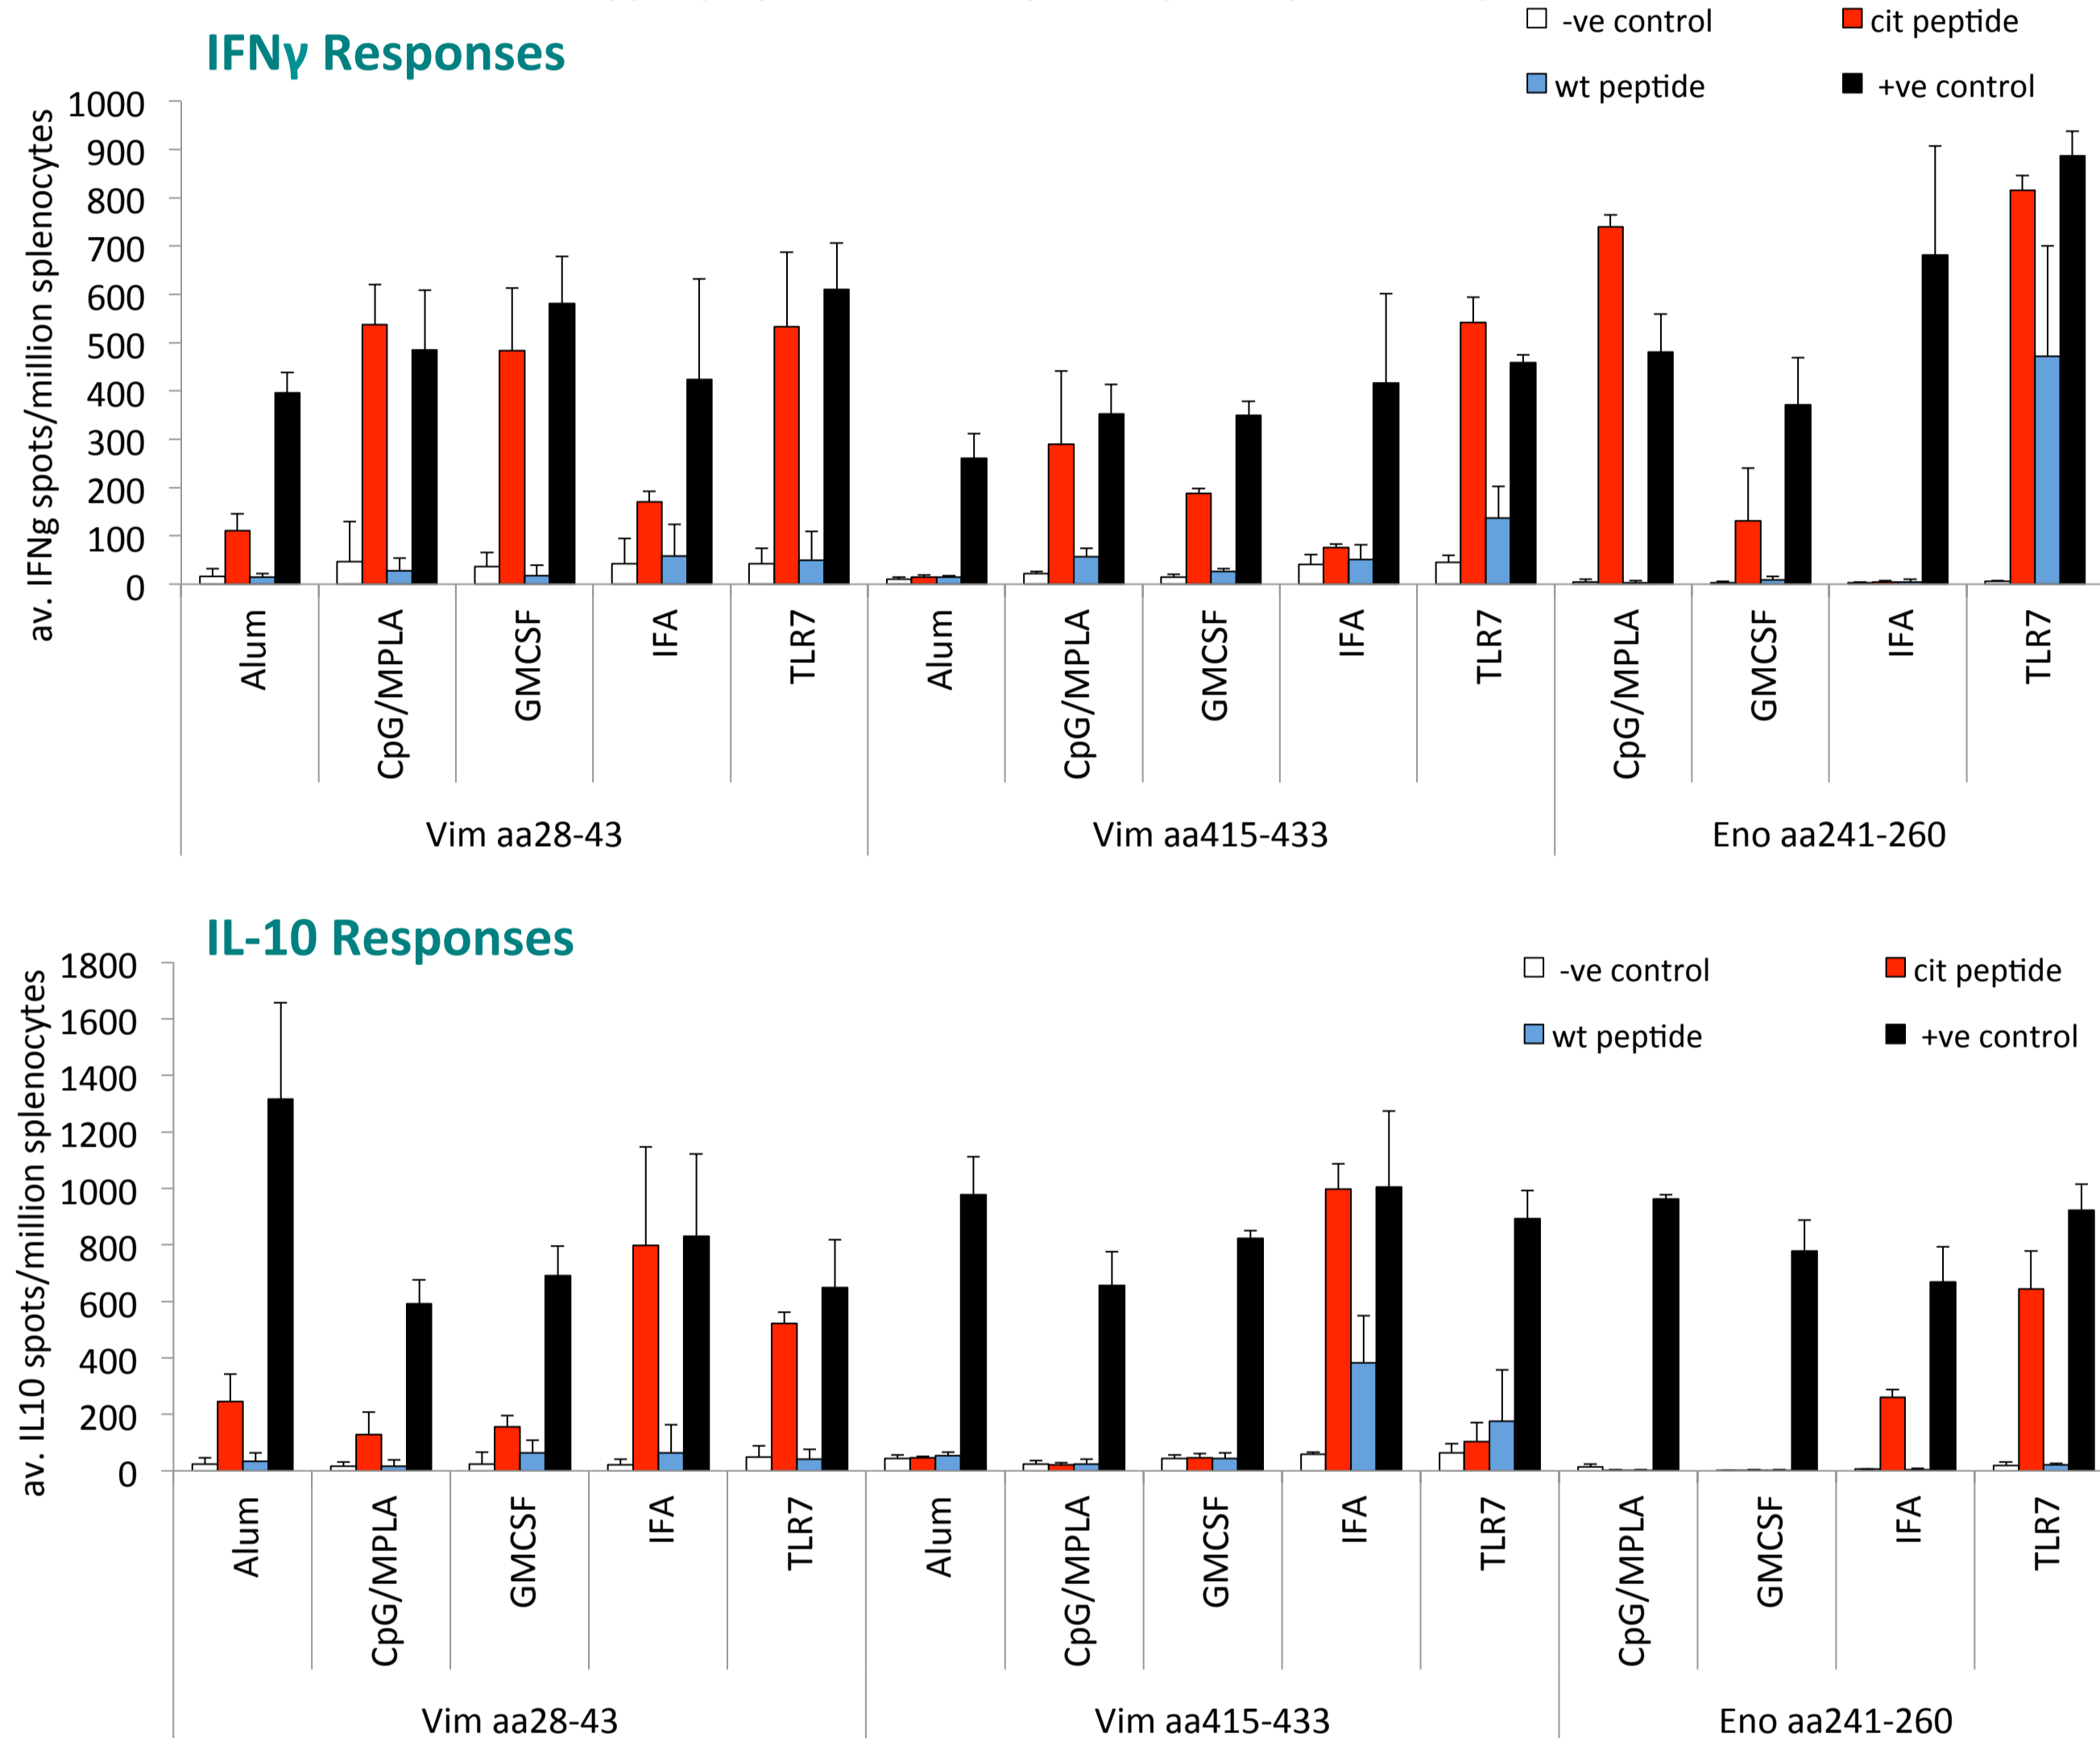 IFNγ Responses
-ve control
cit peptide
wt peptide
+ve control
av. IFNg spots/million splenocytes
1000
900
800
700
600
500
400
300
200
100
0
Alum
CpG/MPLA
GMCSF
IFA
TLR7
Alum
CpG/MPLA
GMCSF
IFA
TLR7
CpG/MPLA
GMCSF
IFA
TLR7
Vim aa28-43
Vim aa415-433
Eno aa241-260
IL-10 Responses
-ve control
cit peptide
wt peptide
+ve control
av. IL10 spots/million splenocytes
1800
1600
1400
1200
1000
800
600
400
200
0
Alum
CpG/MPLA
GMCSF
IFA
TLR7
Alum
CpG/MPLA
GMCSF
IFA
TLR7
CpG/MPLA
GMCSF
IFA
TLR7
Vim aa28-43
Vim aa415-433
Eno aa241-260